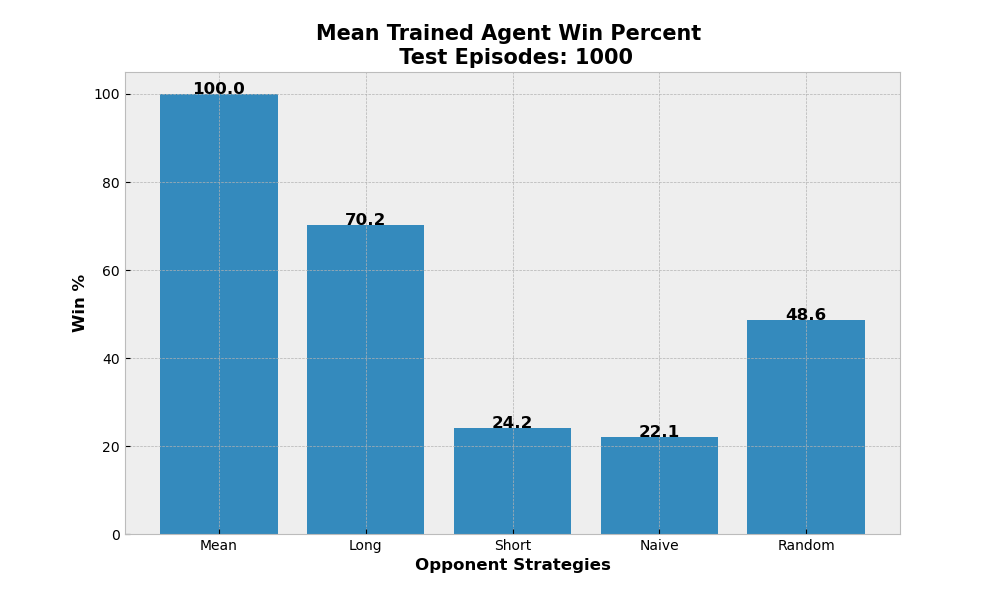 Mean Trained Agent Win Percent
Test Episodes: 1000
Win %
100
80
60
40
20
0
100.0
70.2
24.2
22.1
48.6
Mean
Long
Short
Naive
Random
Opponent Strategies